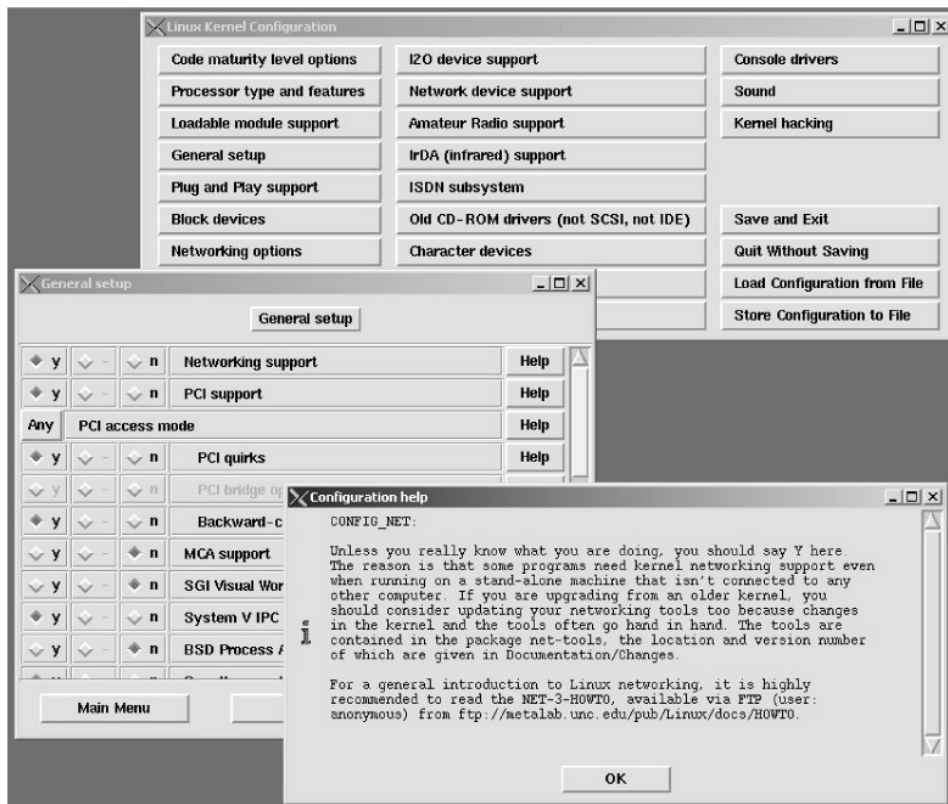 Linux Kernel Configuration
Code maturity level options
I2O device support
Console drivers
Processor type and features
Network device support
Sound
Loadable module support
Amateur Radio support
Kernel hacking
General setup
IrDA (infrared) support
Plug and Play support
ISDN subsystem
Block devices
Old CD-ROM drivers (not SCSI, not IDE)
Save and Exit
Networking options
Character devices
Quit Without Saving
Load Configuration from File
Store Configuration to File
General setup
General setup
y - n Networking support Help
y - n PCI support Help
Any PCI access mode Help
y - n PCI quirks Help
y - n PCI bridge
y - n
y - n MCA support
y - n SGI Visual
y - n System V IPC
y - n BSD Process
Main Menu
Configuration help
CONFIG_NET:
Unless you really know what you are doing, you should say Y here.
The reason is that some programs need kernel networking support even
when running on a stand-alone machine that isn't connected to any
other computer. If you are upgrading from an older kernel, you
should consider updating your networking tools too because changes
in the kernel and the tools often go hand in hand. The tools are
contained in the package net-tools, the location and version number
of which are given in Documentation/Changes.
For a general introduction to Linux networking, it is highly
recommended to read the NET-3-HOWTO, available via FTP (user:
anonymous) from ftp://metalab.unc.edu/pub/Linux/docs/HOWTO.
OK